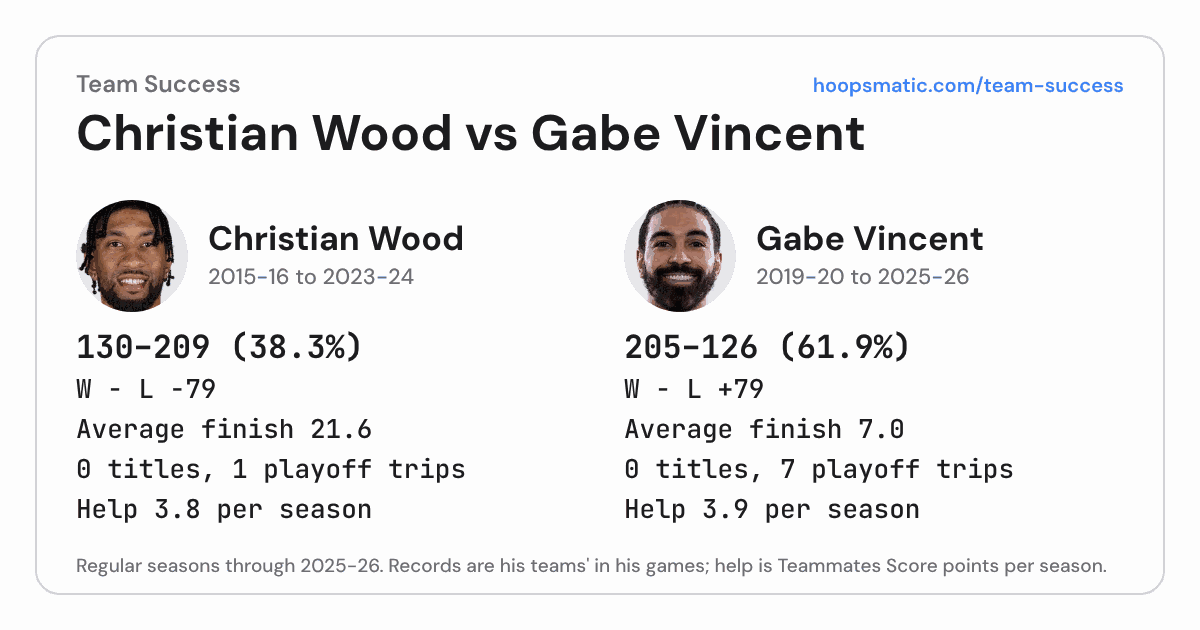 Team Success
hoopsmatic.com/team-success
Christian Wood vs Gabe Vincent
Christian Wood
2015-16 to 2023-24
130-209 (38.3%)
W - L -79
Average finish 21.6
0 titles, 1 playoff trips
Help 3.8 per season
Gabe Vincent
2019-20 to 2025-26
205-126 (61.9%)
W - L +79
Average finish 7.0
0 titles, 7 playoff trips
Help 3.9 per season
Regular seasons through 2025-26. Records are his teams' in his games; help is Teammates Score points per season.